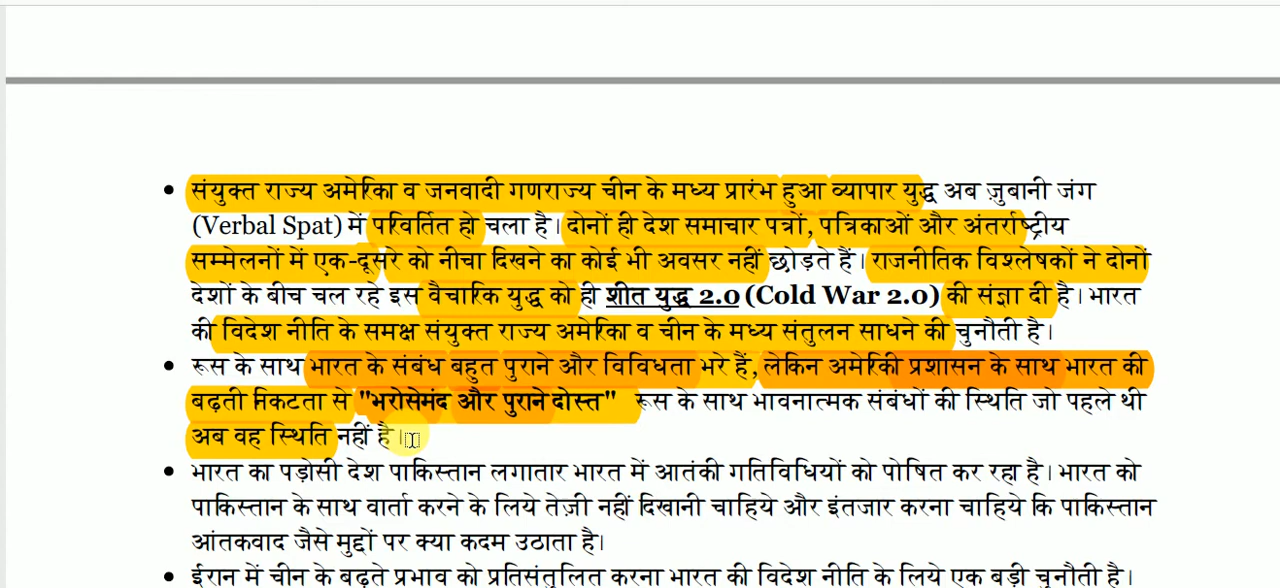 • संयुक्त राज्य अमेरिका व जनवादी गणराज्य चीन के मध्य प्रारंभ हुआ व्यापार युद्ध अब ज़ुबानी जंग
(Verbal Spat) में परिवर्तित हो चला है। दोनों ही देश समाचार पत्रों, पत्रिकाओं और अंतर्राष्ट्रीय
सम्मेलनों में एक-दूसरे को नीचा दिखने का कोई भी अवसर नहीं छोड़ते हैं। राजनीतिक विश्लेषकों ने दोनों
देशों के बीच चल रहे इस वैचारिक युद्ध को ही शीत युद्ध 2.0 (Cold War 2.0) की संज्ञा दी है। भारत
की विदेश नीति के समक्ष संयुक्त राज्य अमेरिका व चीन के मध्य संतुलन साधने की चुनौती है।
• रूस के साथ भारत के संबंध बहुत पुराने और विविधता भरे हैं, लेकिन अमेरिकी प्रशासन के साथ भारत की
बढ़ती निकटता से "भरोसेमंद और पुराने दोस्त" रूस के साथ भावनात्मक संबंधों की स्थिति जो पहले थी
अब वह स्थिति नहीं है।
• भारत का पड़ोसी देश पाकिस्तान लगातार भारत में आतंकी गतिविधियों को पोषित कर रहा है। भारत को
पाकिस्तान के साथ वार्ता करने के लिये तेज़ी नहीं दिखानी चाहिये और इंतजार करना चाहिये कि पाकिस्तान
आंतकवाद जैसे मुद्दों पर क्या कदम उठाता है।
• ईरान में चीन के बढ़ते प्रभाव को प्रतिसंतुलित करना भारत की विदेश नीति के लिये एक बड़ी चुनौती है।